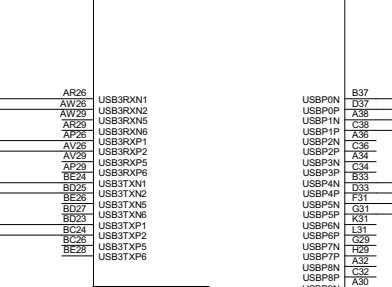 AR26 USB3RXN1 USBP0N B37
AW26 USB3RXN2 USBP0P D37
AW29 USB3RXN5 USBP1N A38
AR29 USB3RXN6 USBP1P C38
AP26 USB3RXP1 USBP2N A36
AV26 USB3RXP2 USBP2P C36
AV29 USB3RXP5 USBP3N A34
AP29 USB3RXP6 USBP3P C34
BE24 USB3TXN1 USBP4N B33
BD25 USB3TXN2 USBP4P D33
BE26 USB3TXN5 USBP5N F31
BD27 USB3TXN6 USBP5P G31
BD23 USB3TXP1 USBP6N K31
BC24 USB3TXP2 USBP6P L31
BC26 USB3TXP5 USBP7N G29
BE28 USB3TXP6 USBP7P H29
USBP8N A32
USBP8P C32
A30